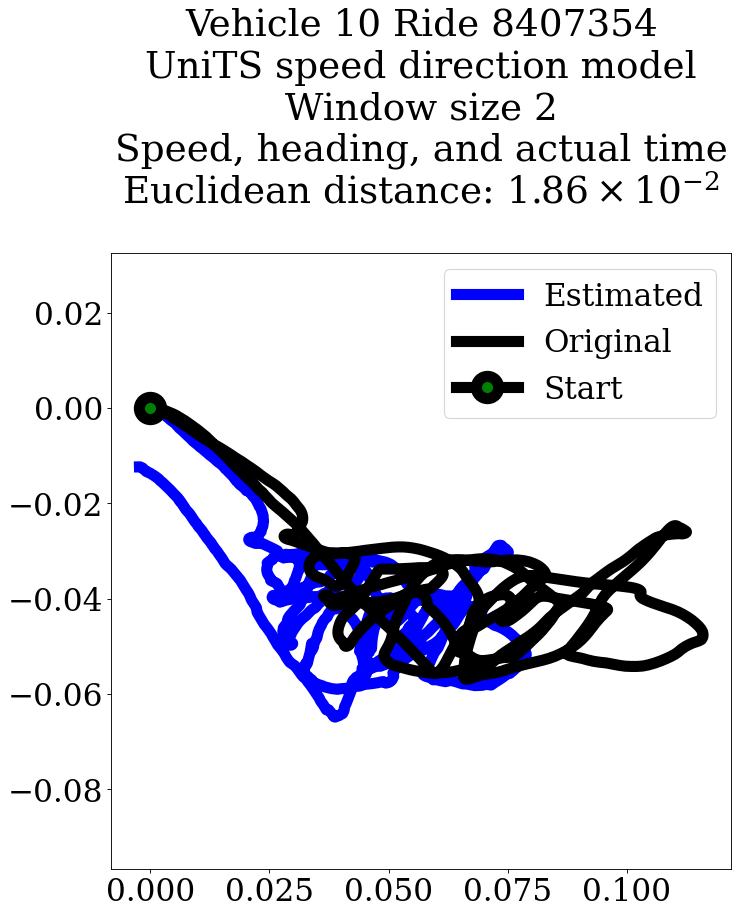 Vehicle 10 Ride 8407354
UniTS speed direction model
Window size 2
Speed, heading, and actual time
Euclidean distance: 1.86 × 10⁻²
Estimated
Original
Start
0.02
0.00
−0.02
−0.04
−0.06
−0.08
0.000 0.025 0.050 0.075 0.100